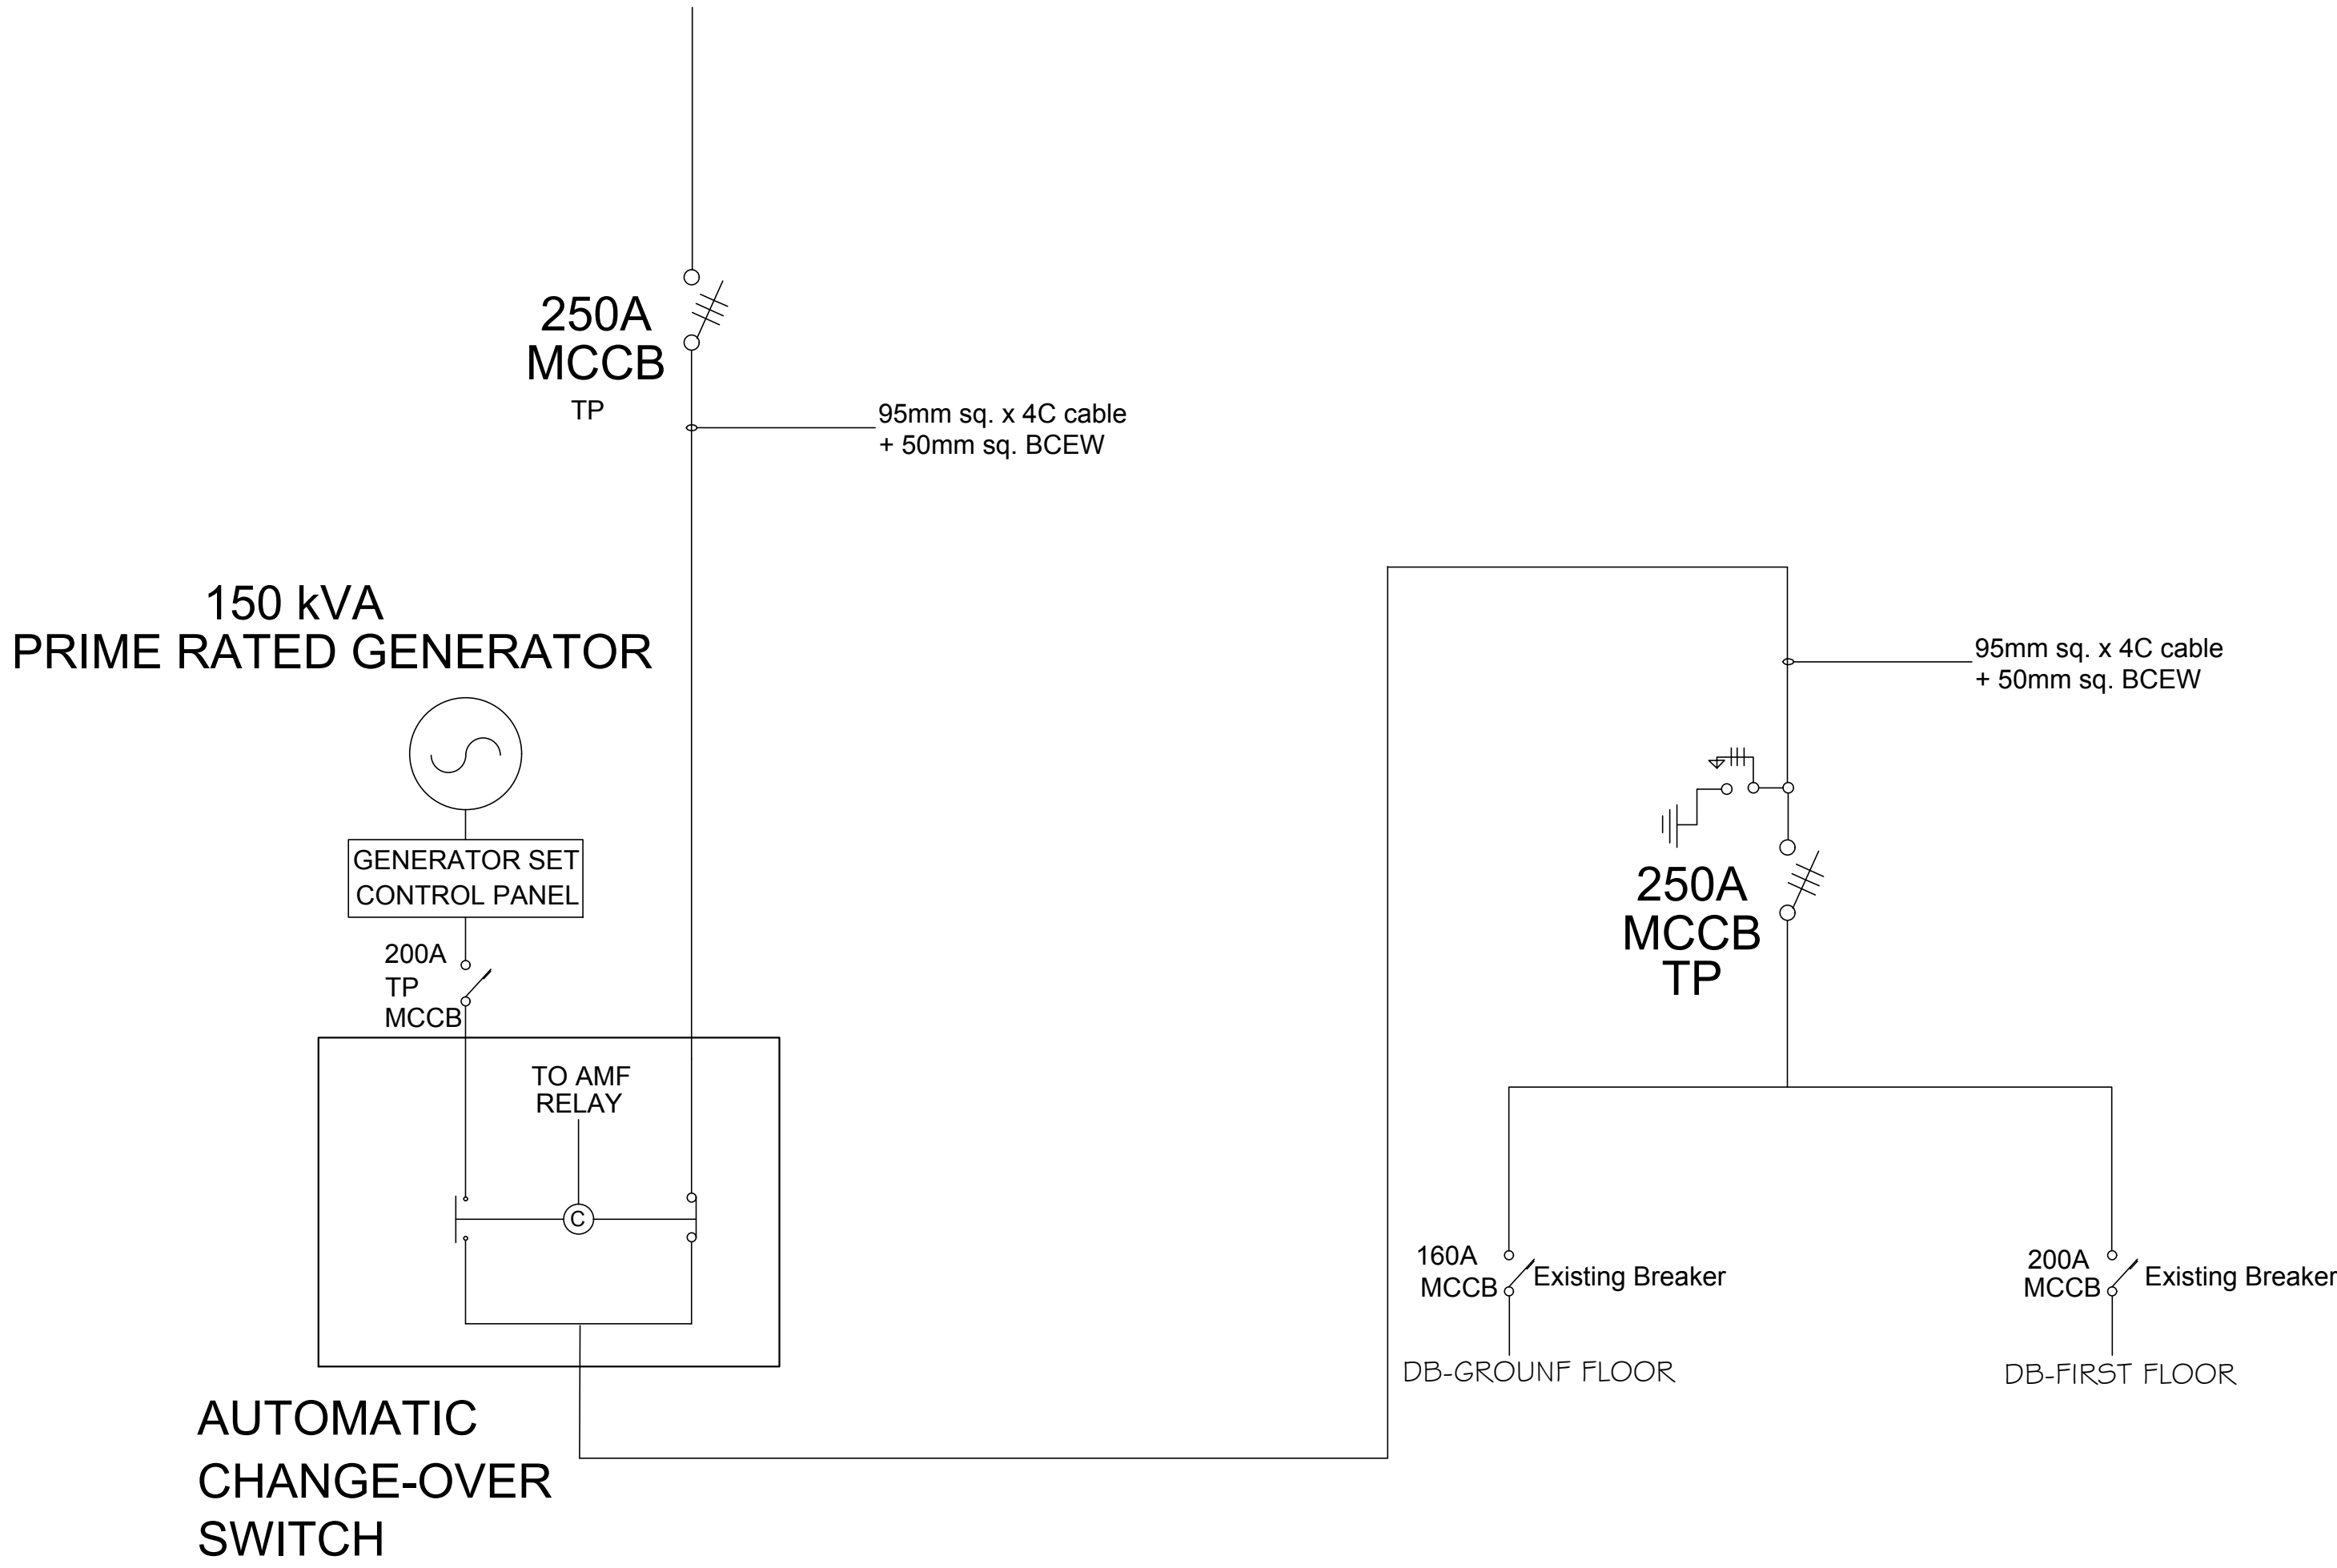 250A
MCCB
TP
95mm sq. x 4C cable
+ 50mm sq. BCEW
150 kVA
PRIME RATED GENERATOR
GENERATOR SET
CONTROL PANEL
200A
TP
MCCB
TO AMF
RELAY
C
AUTOMATIC
CHANGE-OVER
SWITCH
95mm sq. x 4C cable
+ 50mm sq. BCEW
250A
MCCB
TP
160A
MCCB
Existing Breaker
DB-GROUNF FLOOR
200A
MCCB
Existing Breaker
DB-FIRST FLOOR